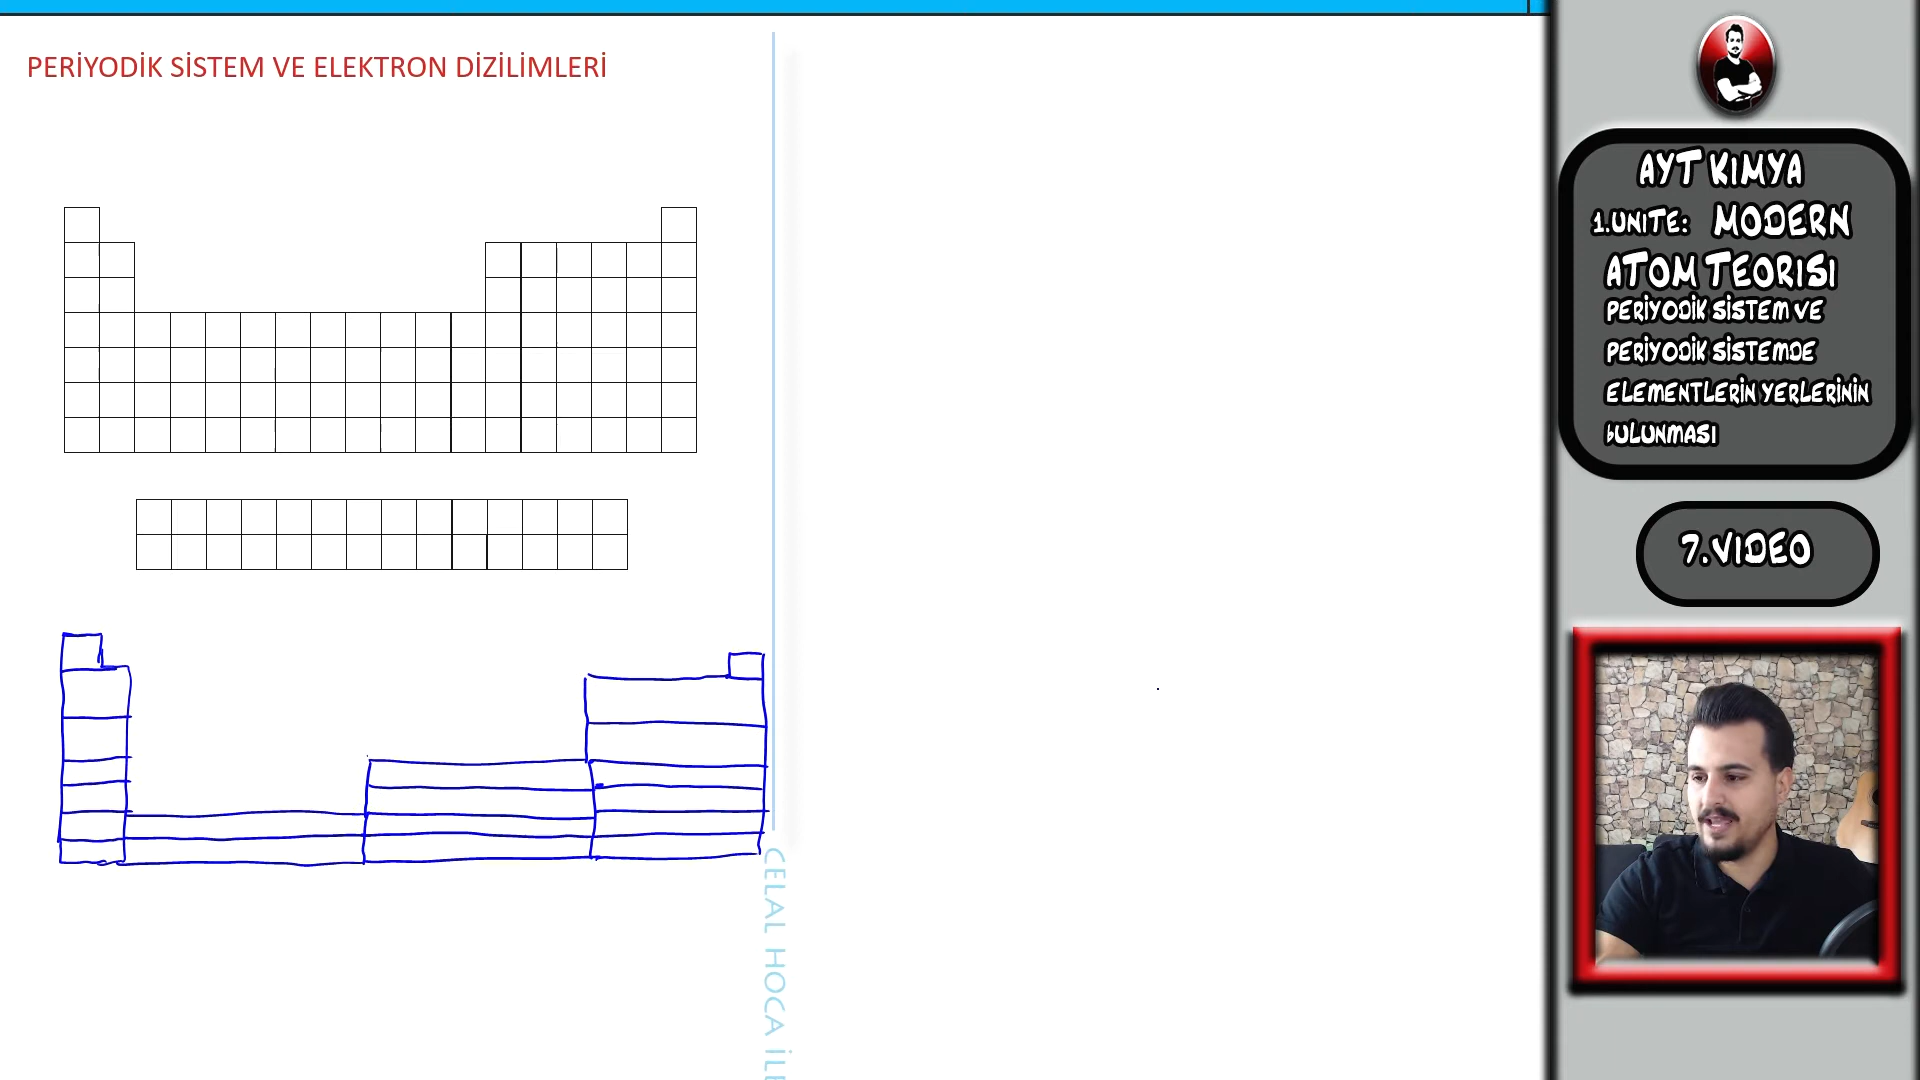 PERİYODİK SİSTEM VE ELEKTRON DİZİLİMLERİ
CELAL HOCA İLE
AYT KIMYA
1.UNITE: MODERN
ATOM TEORISI
PERİYODİK SİSTEM VE
PERİYODİK SİSTEMDE
ELEMENTLERİN YERLERİNİN
BULUNMASI
7.VIDEO